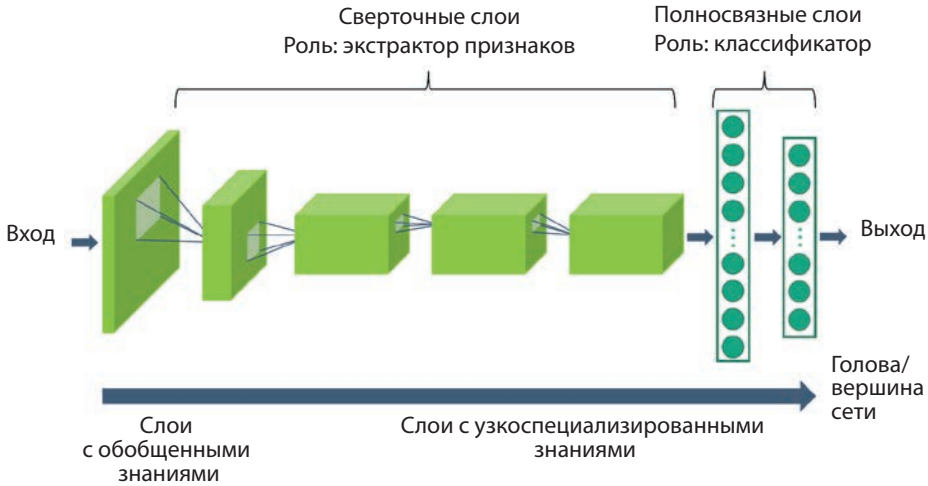 Сверточные слои
Роль: экстрактор признаков
Полносвязные слои
Роль: классификатор
Вход
Выход
Голова/
вершина
сети
Слои
с обобщенными
знаниями
Слои с узкоспециализированными
знаниями